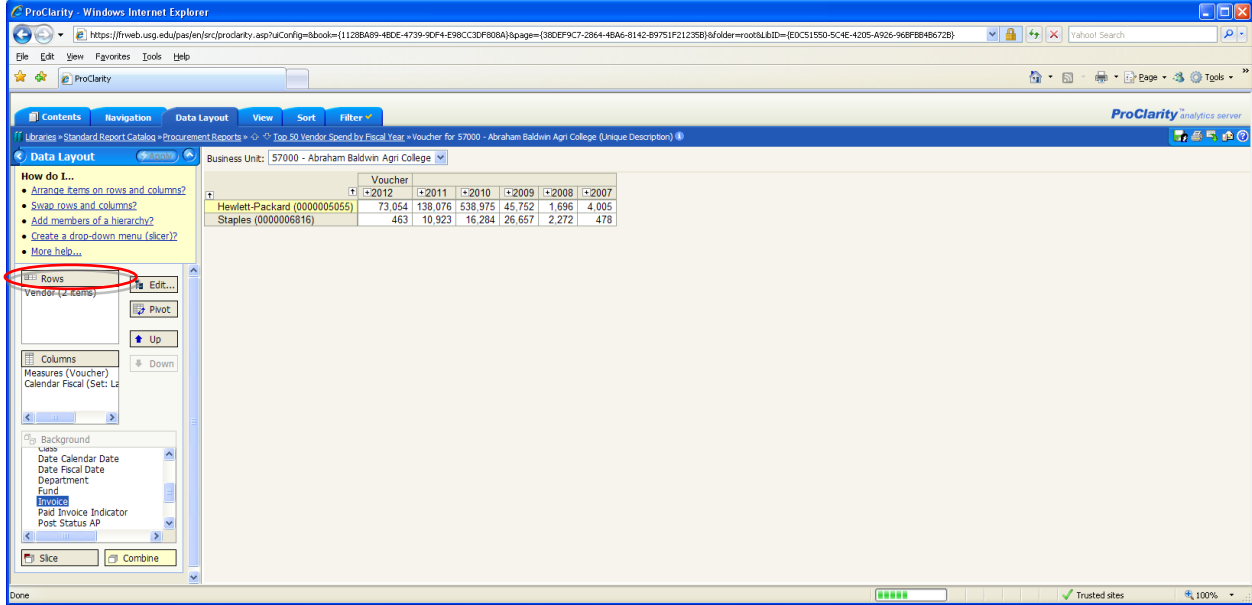 ProClarity - Windows Internet Explorer
https://frweb.usg.edu/pas/en/src/proclarity.asp?uiConfig=&book={1128BA89-4BDE-4739-9DF4-E98CC3DF808A}&page={38DEF9C7-2864-4BA6-8142-B9751F21235B}&folder=root&LibID={E0C51550-5C4E-4205-A926-96BFBB4B672B}
Yahoo! Search
File Edit View Favorites Tools Help
ProClarity
Page Tools
Contents Navigation Data Layout View Sort Filter
ProClarity™ analytics server
Libraries » Standard Report Catalog » Procurement Reports » Top 50 Vendor Spend by Fiscal Year » Voucher for 57000 - Abraham Baldwin Agri College (Unique Description)
Data Layout Apply
Business Unit: 57000 - Abraham Baldwin Agri College
How do I...
Arrange items on rows and columns?
Swap rows and columns?
Add members of a hierarchy?
Create a drop-down menu (slicer)?
More help...
Voucher
+2012 +2011 +2010 +2009 +2008 +2007
Hewlett-Packard (0000005055) 73,054 138,076 538,975 45,752 1,696 4,005
Staples (0000006816) 463 10,923 16,284 26,657 2,272 478
Rows
Vendor (2 items)
Edit...
Pivot
Up
Down
Columns
Measures (Voucher)
Calendar Fiscal (Set: La
Background
Class
Date Calendar Date
Date Fiscal Date
Department
Fund
Invoice
Paid Invoice Indicator
Post Status AP
Slice Combine
Done
Trusted sites
100%